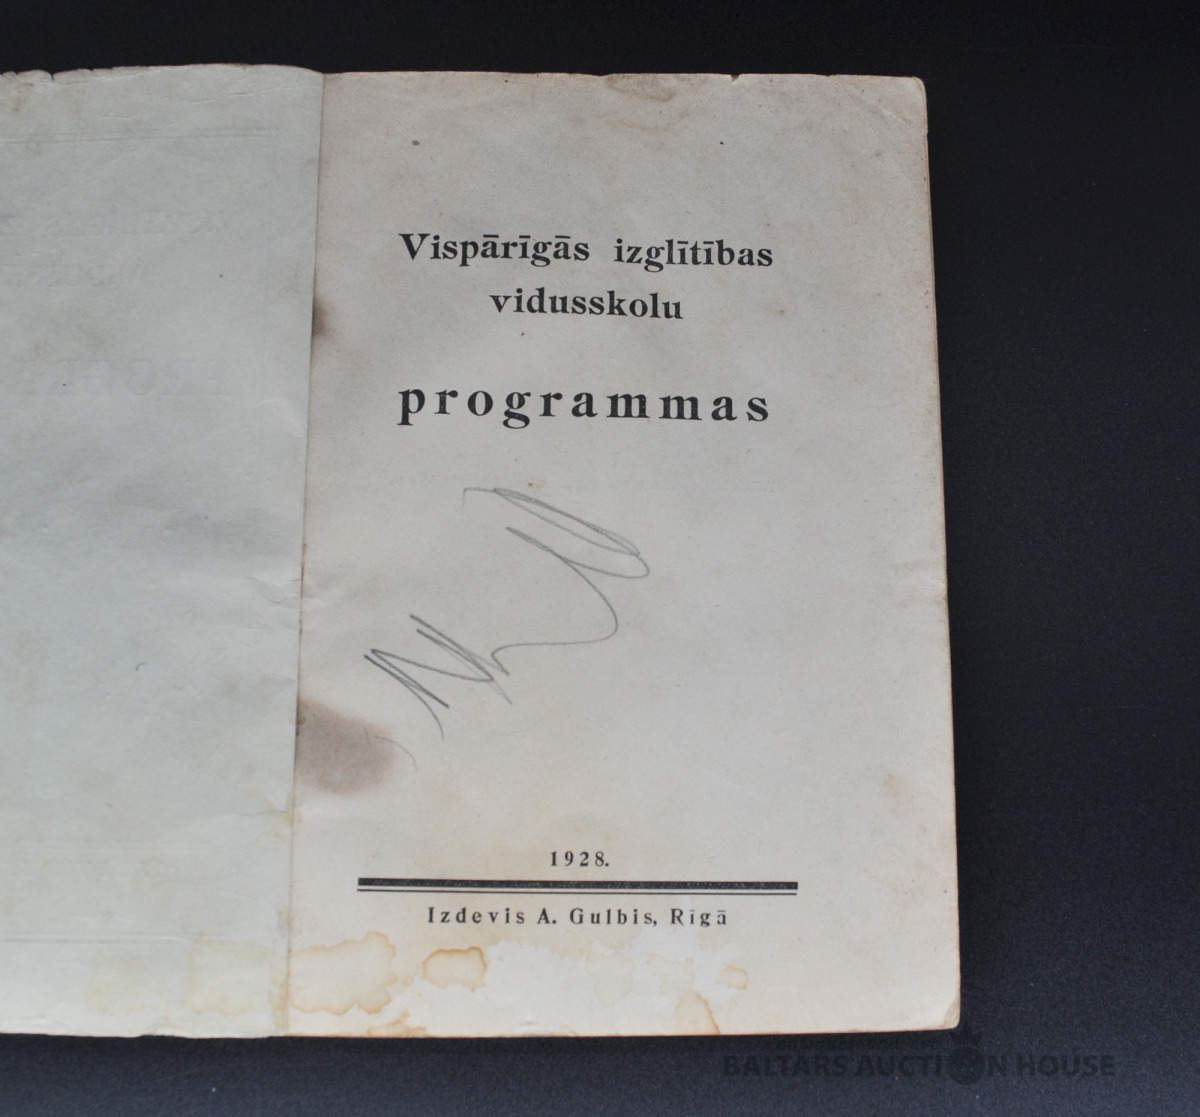 Vispārīgās izglītības
vidusskolu
programmas
1928.
Izdevis A. Gulbis, Rīgā
BALTARS AUCTION HOUSE